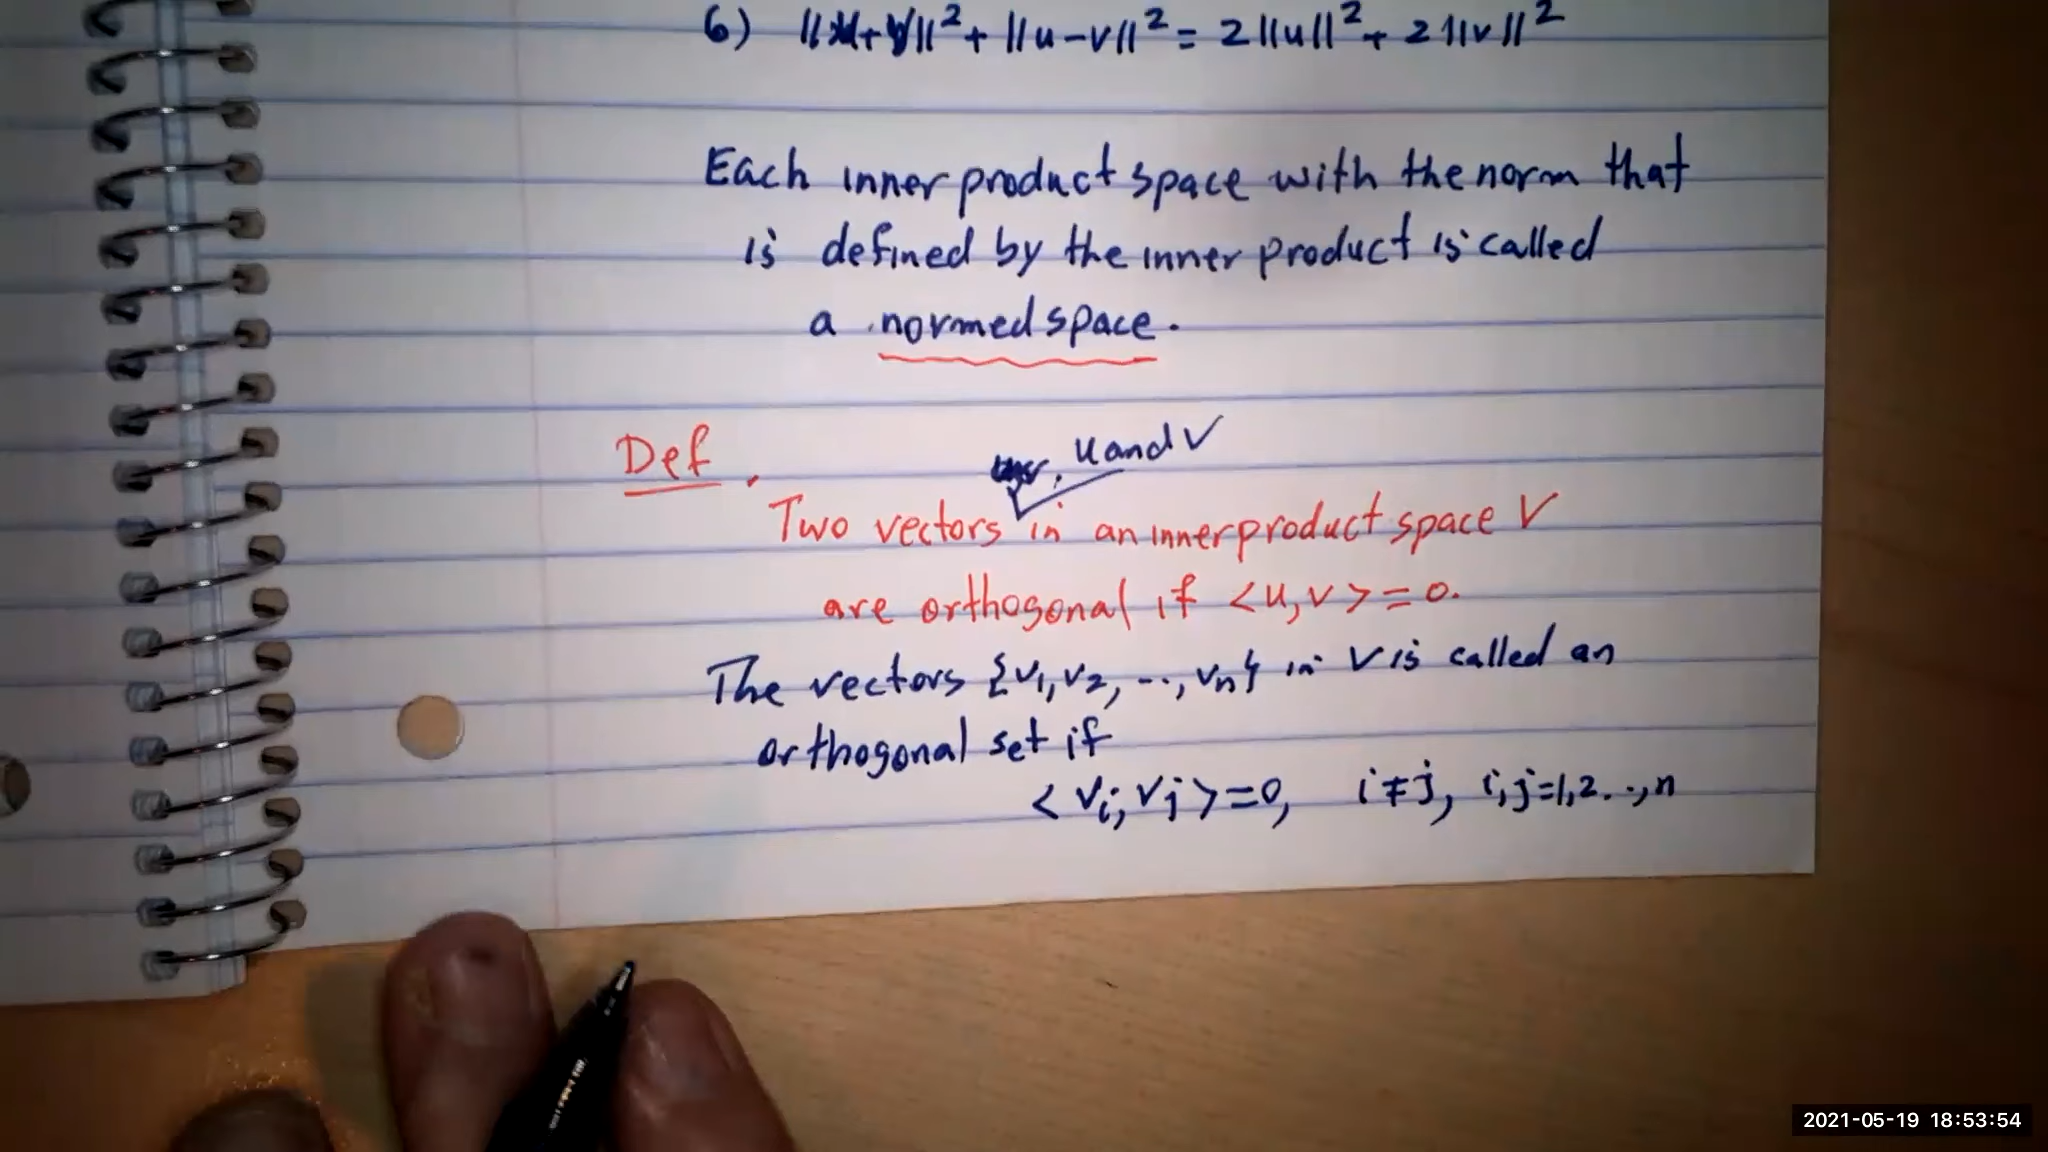 6) ||u+v||² + ||u-v||² = 2||u||² + 2||v||²
Each inner product space with the norm that
is defined by the inner product is called
a normed space.
Def.
u and v
Two vectors in an inner product space V
are orthogonal if <u,v>=0.
The vectors {v₁,v₂, ..., vₙ} in V is called an
orthogonal set if
<vᵢ,vⱼ>=0, i≠j, i,j=1,2..,n
2021-05-19 18:53:54